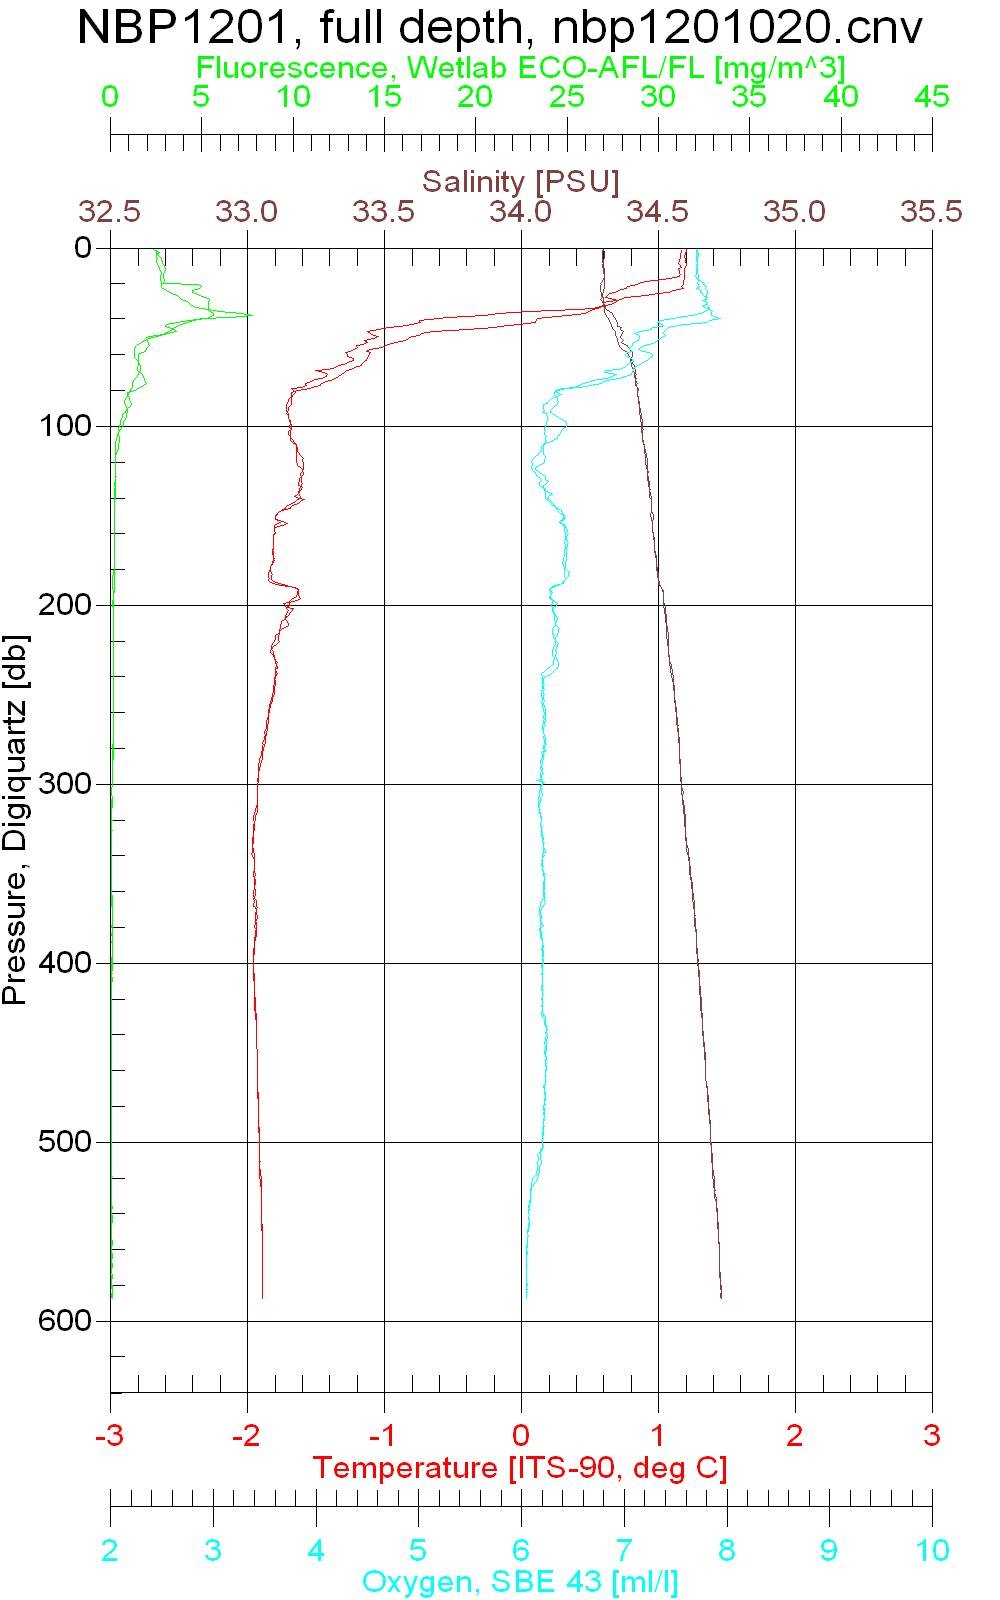 NBP1201, full depth, nbp1201020.cnv
Fluorescence, Wetlab ECO-AFL/FL [mg/m^3]
0 5 10 15 20 25 30 35 40 45
Salinity [PSU]
32.5 33.0 33.5 34.0 34.5 35.0 35.5
0
100
200
300
400
500
600
Pressure, Digiquartz [db]
-3 -2 -1 0 1 2 3
Temperature [ITS-90, deg C]
2 3 4 5 6 7 8 9 10
Oxygen, SBE 43 [ml/l]